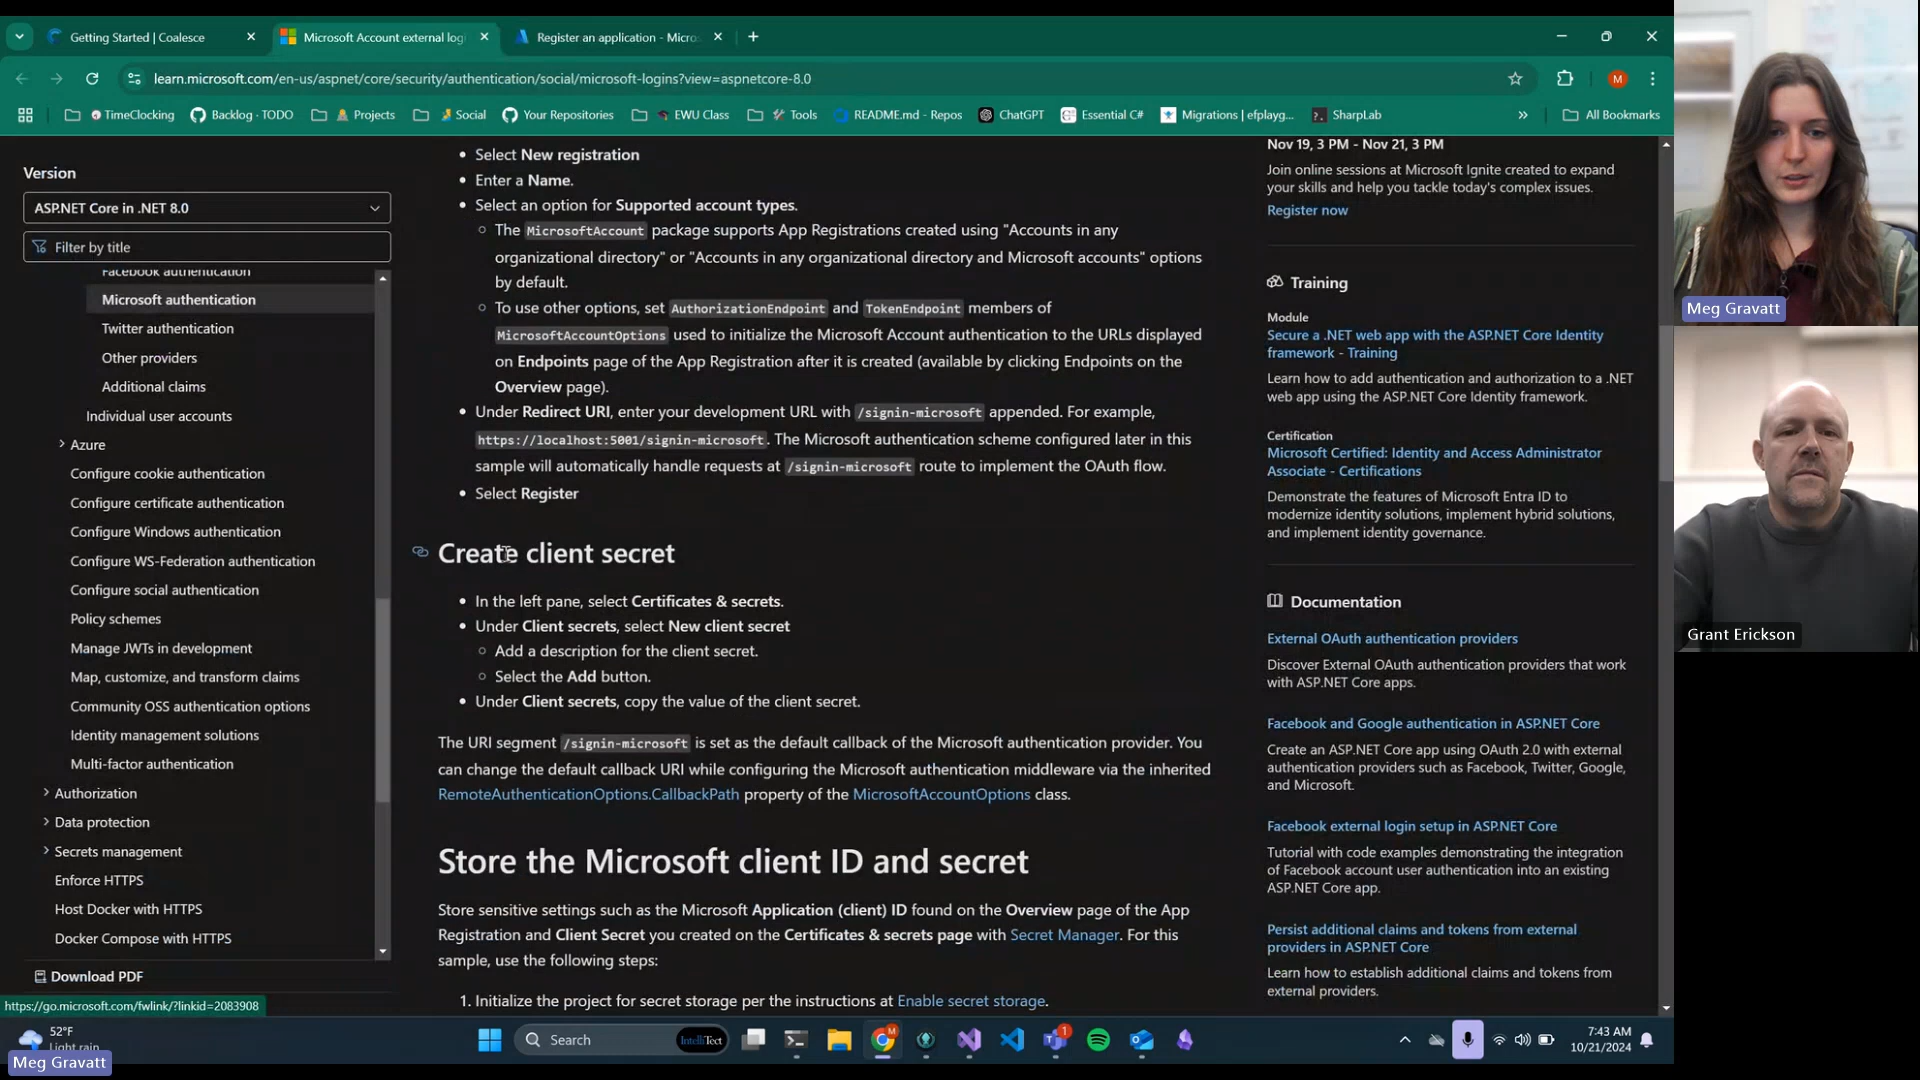 Getting Started | Coalesce
Microsoft Account external logi
Register an application - Micro
learn.microsoft.com/en-us/aspnet/core/security/authentication/social/microsoft-logins?view=aspnetcore-8.0
M
TimeClocking
Backlog · TODO
Projects
Social
Your Repositories
EWU Class
Tools
README.md - Repos
ChatGPT
Essential C#
Migrations | efplayg...
SharpLab
All Bookmarks
Version
ASP.NET Core in .NET 8.0
Filter by title
Facebook authentication
Microsoft authentication
Twitter authentication
Other providers
Additional claims
Individual user accounts
Azure
Configure cookie authentication
Configure certificate authentication
Configure Windows authentication
Configure WS-Federation authentication
Configure social authentication
Policy schemes
Manage JWTs in development
Map, customize, and transform claims
Community OSS authentication options
Identity management solutions
Multi-factor authentication
Authorization
Data protection
Secrets management
Enforce HTTPS
Host Docker with HTTPS
Docker Compose with HTTPS
Download PDF
https://go.microsoft.com/fwlink/?linkid=2083908
• Select New registration
• Enter a Name.
• Select an option for Supported account types.
The MicrosoftAccount package supports App Registrations created using "Accounts in any
organizational directory" or "Accounts in any organizational directory and Microsoft accounts" options
by default.
To use other options, set AuthorizationEndpoint and TokenEndpoint members of
MicrosoftAccountOptions used to initialize the Microsoft Account authentication to the URLs displayed
on Endpoints page of the App Registration after it is created (available by clicking Endpoints on the
Overview page).
• Under Redirect URI, enter your development URL with /signin-microsoft appended. For example,
https://localhost:5001/signin-microsoft. The Microsoft authentication scheme configured later in this
sample will automatically handle requests at /signin-microsoft route to implement the OAuth flow.
• Select Register
Create client secret
• In the left pane, select Certificates & secrets.
• Under Client secrets, select New client secret
Add a description for the client secret.
Select the Add button.
• Under Client secrets, copy the value of the client secret.
The URI segment /signin-microsoft is set as the default callback of the Microsoft authentication provider. You
can change the default callback URI while configuring the Microsoft authentication middleware via the inherited
RemoteAuthenticationOptions.CallbackPath property of the MicrosoftAccountOptions class.
Store the Microsoft client ID and secret
Store sensitive settings such as the Microsoft Application (client) ID found on the Overview page of the App
Registration and Client Secret you created on the Certificates & secrets page with Secret Manager. For this
sample, use the following steps:
1. Initialize the project for secret storage per the instructions at Enable secret storage.
Nov 19, 3 PM - Nov 21, 3 PM
Join online sessions at Microsoft Ignite created to expand
your skills and help you tackle today's complex issues.
Register now
Training
Module
Secure a .NET web app with the ASP.NET Core Identity
framework - Training
Learn how to add authentication and authorization to a .NET
web app using the ASP.NET Core Identity framework.
Certification
Microsoft Certified: Identity and Access Administrator
Associate - Certifications
Demonstrate the features of Microsoft Entra ID to
modernize identity solutions, implement hybrid solutions,
and implement identity governance.
Documentation
External OAuth authentication providers
Discover External OAuth authentication providers that work
with ASP.NET Core apps.
Facebook and Google authentication in ASP.NET Core
Create an ASP.NET Core app using OAuth 2.0 with external
authentication providers such as Facebook, Twitter, Google,
and Microsoft.
Facebook external login setup in ASP.NET Core
Tutorial with code examples demonstrating the integration
of Facebook account user authentication into an existing
ASP.NET Core app.
Persist additional claims and tokens from external
providers in ASP.NET Core
Learn how to establish additional claims and tokens from
external providers.
Meg Gravatt
Grant Erickson
52°F
Light rain
Meg Gravatt
Search
IntelliTect
M
1
7:43 AM
10/21/2024